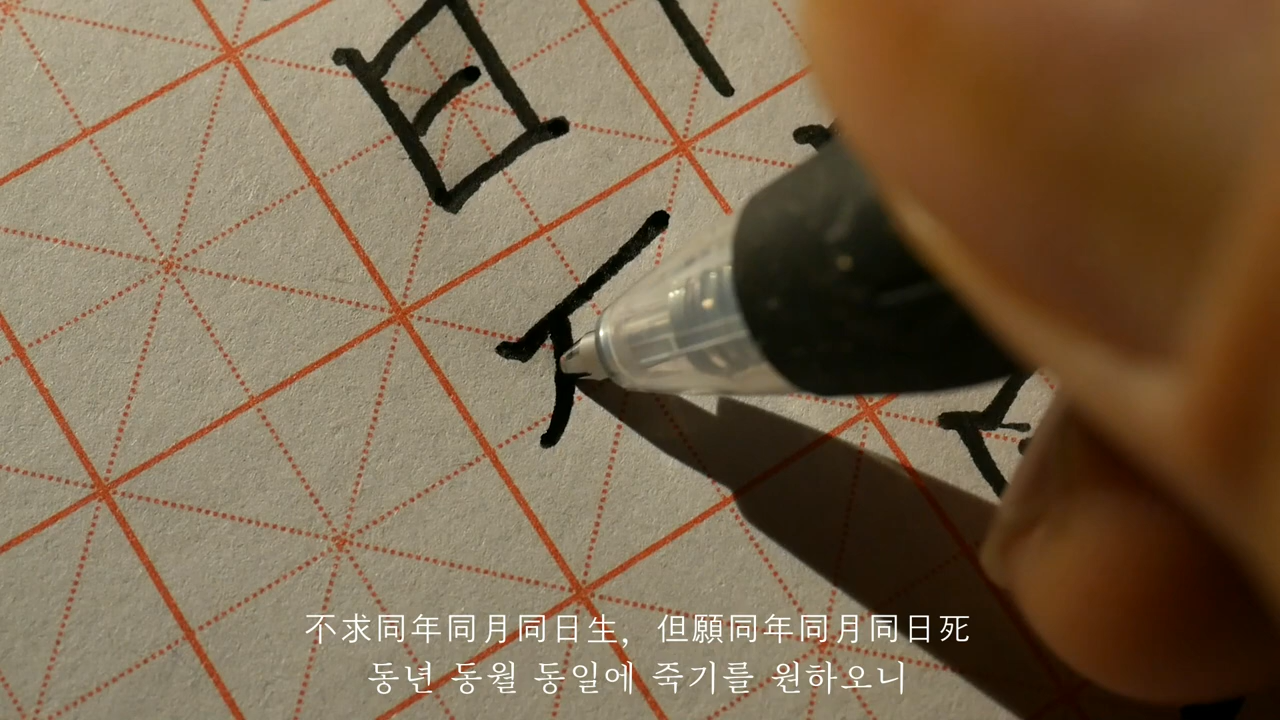 日
不求同年同月同日生，但願同年同月同日死
동년 동월 동일에 죽기를 원하오니